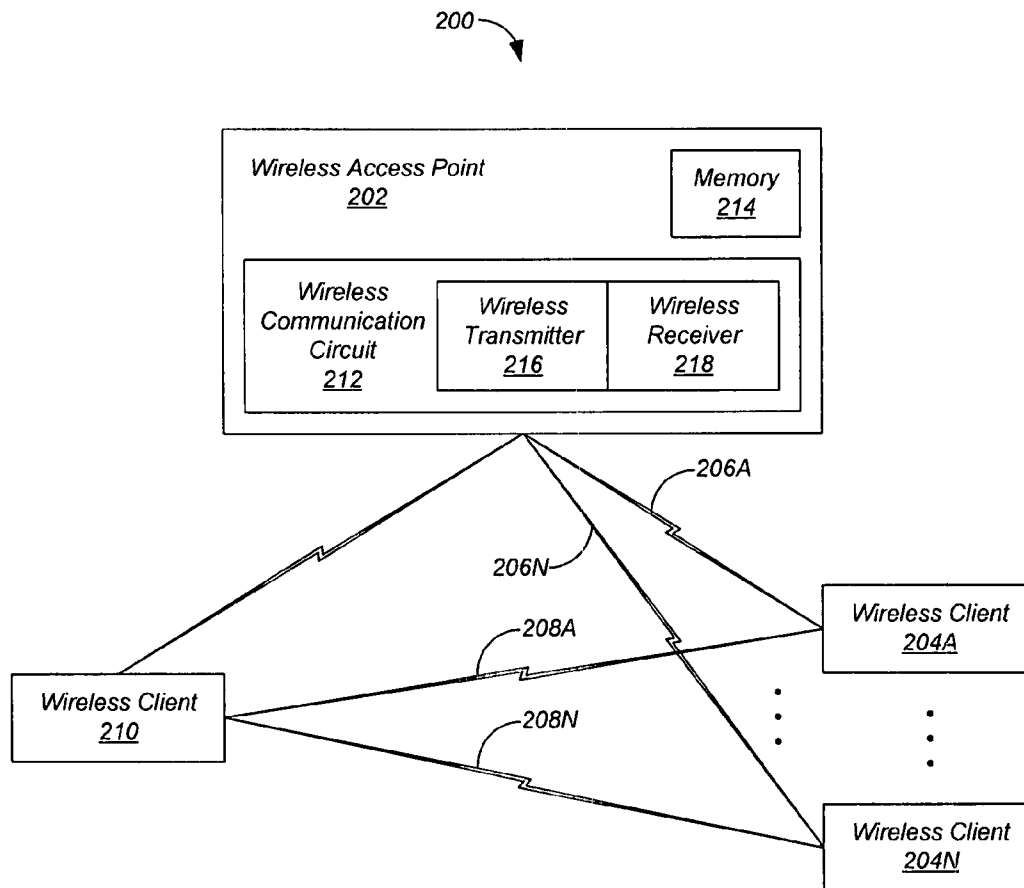 200
Wireless Access Point
202
Memory
214
Wireless
Communication
Circuit
212
Wireless
Transmitter
216
Wireless
Receiver
218
206A
206N
208A
Wireless Client
204A
Wireless Client
210
208N
Wireless Client
204N